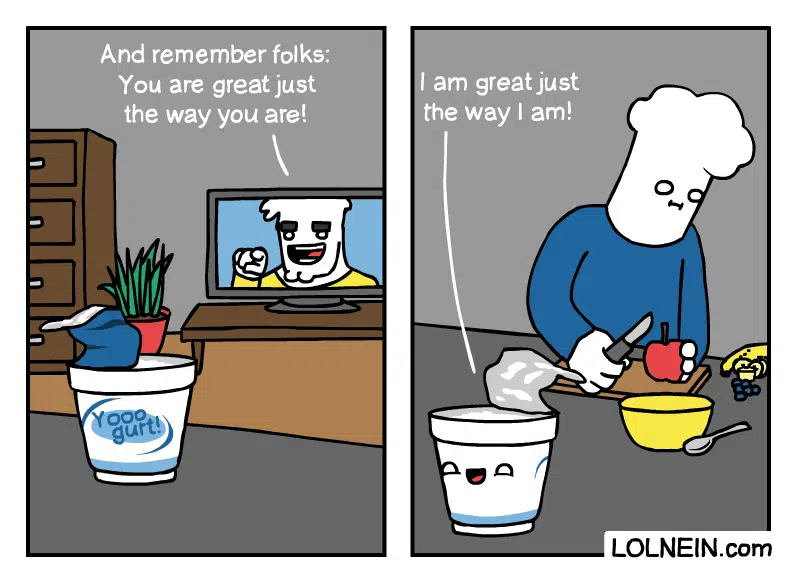 And remember folks:
You are great just
the way you are!
Yooo
gurt!
I am great just
the way I am!
LOLNEIN.com